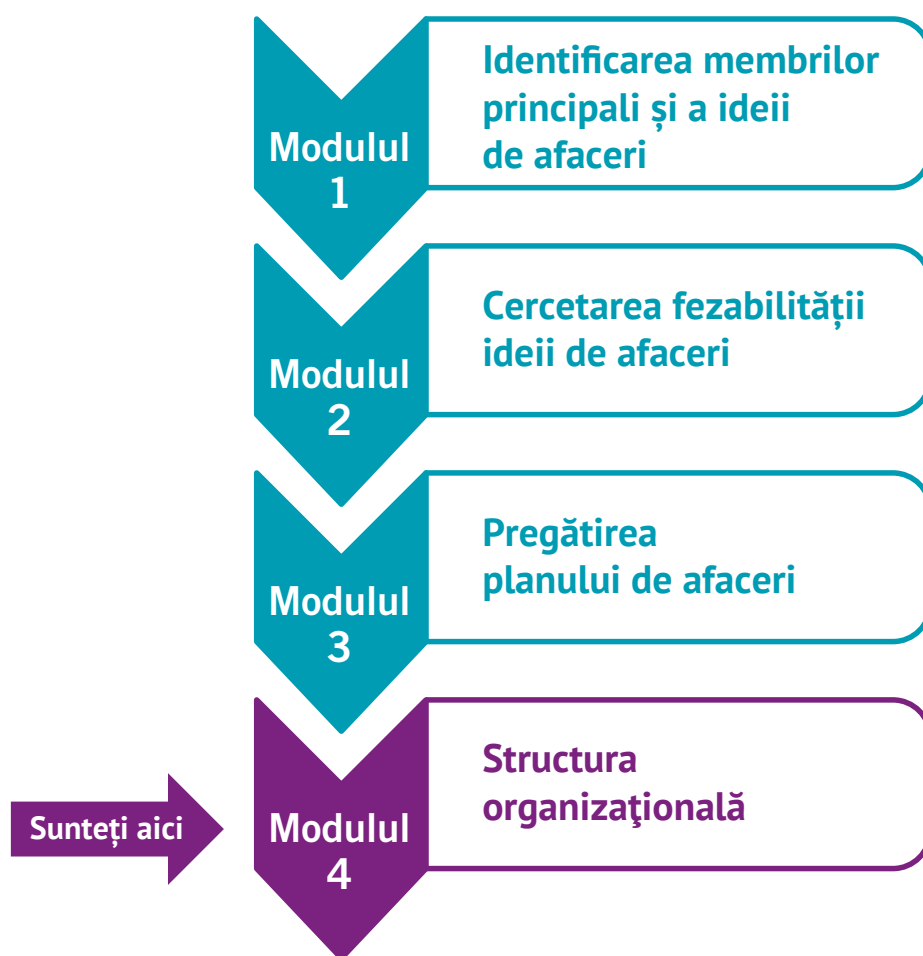 Modulul
1
Identificarea membrilor
principali și a ideii
de afaceri
Modulul
2
Cercetarea fezabilității
ideii de afaceri
Modulul
3
Pregătirea
planului de afaceri
Sunteți aici
Modulul
4
Structura
organizaţională